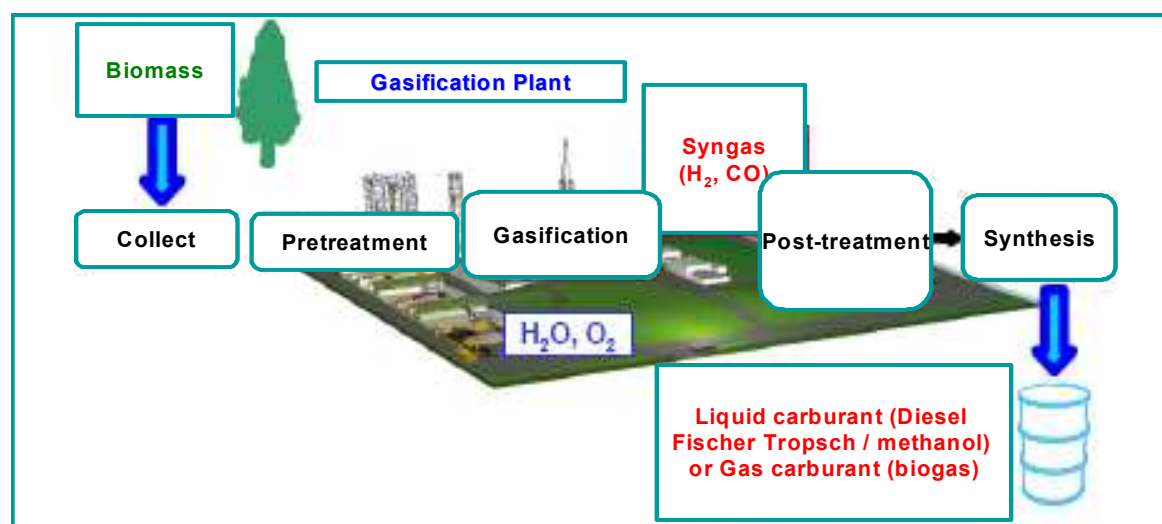 Biomass
Gasification Plant
Syngas
(H₂, CO)
Collect
Pretreatment
Gasification
Post-treatment
Synthesis
H₂O, O₂
Liquid carburant (Diesel
Fischer Tropsch / methanol)
or Gas carburant (biogas)